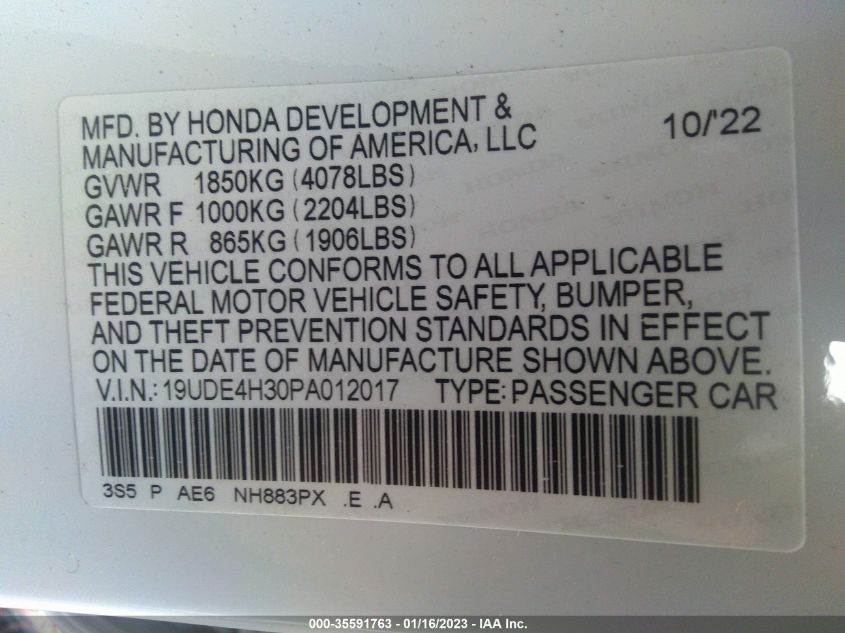 MFD. BY HONDA DEVELOPMENT &
MANUFACTURING OF AMERICA, LLC
10/'22
GVWR 1850KG (4078LBS)
GAWR F 1000KG (2204LBS)
GAWR R 865KG (1906LBS)
THIS VEHICLE CONFORMS TO ALL APPLICABLE
FEDERAL MOTOR VEHICLE SAFETY, BUMPER,
AND THEFT PREVENTION STANDARDS IN EFFECT
ON THE DATE OF MANUFACTURE SHOWN ABOVE.
V.I.N.: 19UDE4H30PA012017 TYPE: PASSENGER CAR
3S5 P AE6 NH883PX .E .A
000-35591763 - 01/16/2023 - IAA Inc.